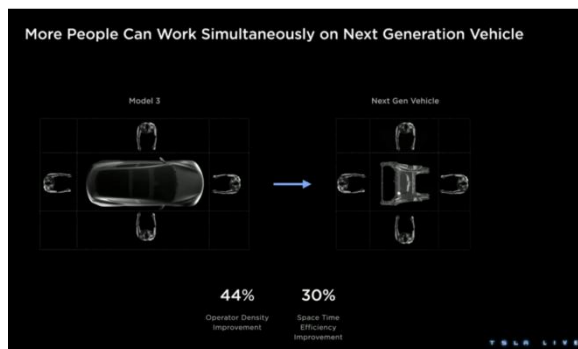 More People Can Work Simultaneously on Next Generation Vehicle
Model 3
Next Gen Vehicle
44%
Operator Density
Improvement
30%
Space Time
Efficiency
Improvement
TSLA LIVE